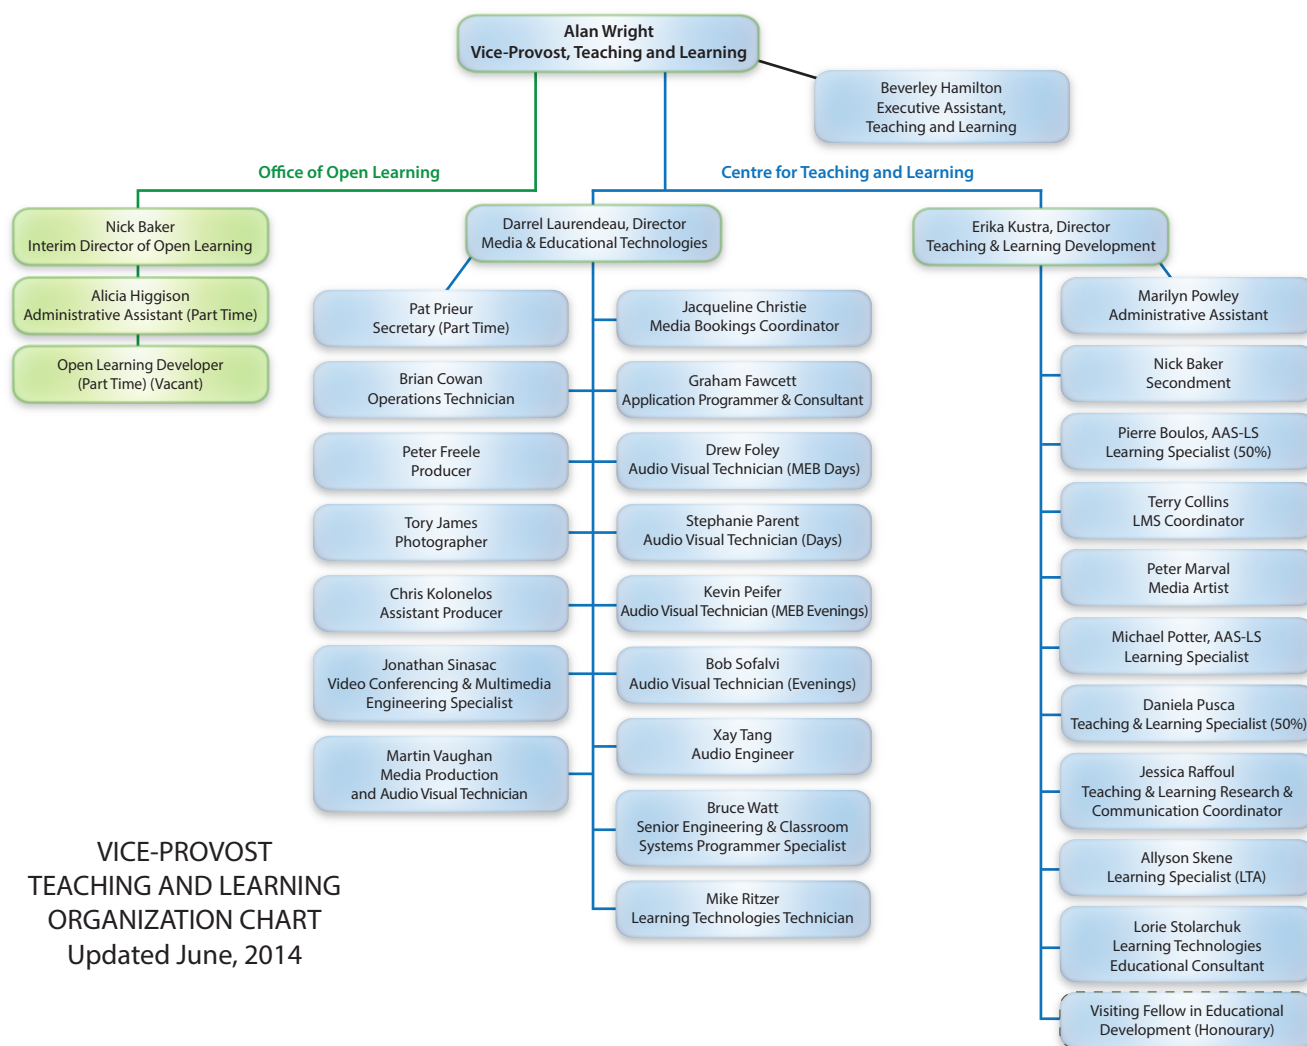 Alan Wright
Vice-Provost, Teaching and Learning
Beverley Hamilton
Executive Assistant,
Teaching and Learning
Office of Open Learning
Centre for Teaching and Learning
Nick Baker
Interim Director of Open Learning
Alicia Higgison
Administrative Assistant (Part Time)
Open Learning Developer
(Part Time) (Vacant)
Darrel Laurendeau, Director
Media & Educational Technologies
Pat Prieur
Secretary (Part Time)
Brian Cowan
Operations Technician
Peter Freele
Producer
Tory James
Photographer
Chris Kolonelos
Assistant Producer
Jonathan Sinasac
Video Conferencing & Multimedia
Engineering Specialist
Martin Vaughan
Media Production
and Audio Visual Technician
Jacqueline Christie
Media Bookings Coordinator
Graham Fawcett
Application Programmer & Consultant
Drew Foley
Audio Visual Technician (MEB Days)
Stephanie Parent
Audio Visual Technician (Days)
Kevin Peifer
Audio Visual Technician (MEB Evenings)
Bob Sofalvi
Audio Visual Technician (Evenings)
Xay Tang
Audio Engineer
Bruce Watt
Senior Engineering & Classroom
Systems Programmer Specialist
Mike Ritzer
Learning Technologies Technician
Erika Kustra, Director
Teaching & Learning Development
Marilyn Powley
Administrative Assistant
Nick Baker
Secondment
Pierre Boulos, AAS-LS
Learning Specialist (50%)
Terry Collins
LMS Coordinator
Peter Marval
Media Artist
Michael Potter, AAS-LS
Learning Specialist
Daniela Pusca
Teaching & Learning Specialist (50%)
Jessica Raffoul
Teaching & Learning Research &
Communication Coordinator
Allyson Skene
Learning Specialist (LTA)
Lorie Stolarchuk
Learning Technologies
Educational Consultant
Visiting Fellow in Educational
Development (Honourary)
VICE-PROVOST
TEACHING AND LEARNING
ORGANIZATION CHART
Updated June, 2014